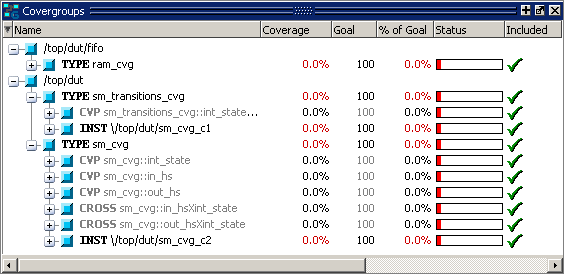 Covergroups
Name Coverage Goal % of Goal Status Included
/top/dut/fifo
TYPE ram_cvg 0.0% 100 0.0%
/top/dut
TYPE sm_transitions_cvg 0.0% 100 0.0%
CVP sm_transitions_cvg::int_state... 0.0% 100 0.0%
INST \/top/dut/sm_cvg_c1 0.0% 100 0.0%
TYPE sm_cvg 0.0% 100 0.0%
CVP sm_cvg::int_state 0.0% 100 0.0%
CVP sm_cvg::in_hs 0.0% 100 0.0%
CVP sm_cvg::out_hs 0.0% 100 0.0%
CROSS sm_cvg::in_hsXint_state 0.0% 100 0.0%
CROSS sm_cvg::out_hsXint_state 0.0% 100 0.0%
INST \/top/dut/sm_cvg_c2 0.0% 100 0.0%